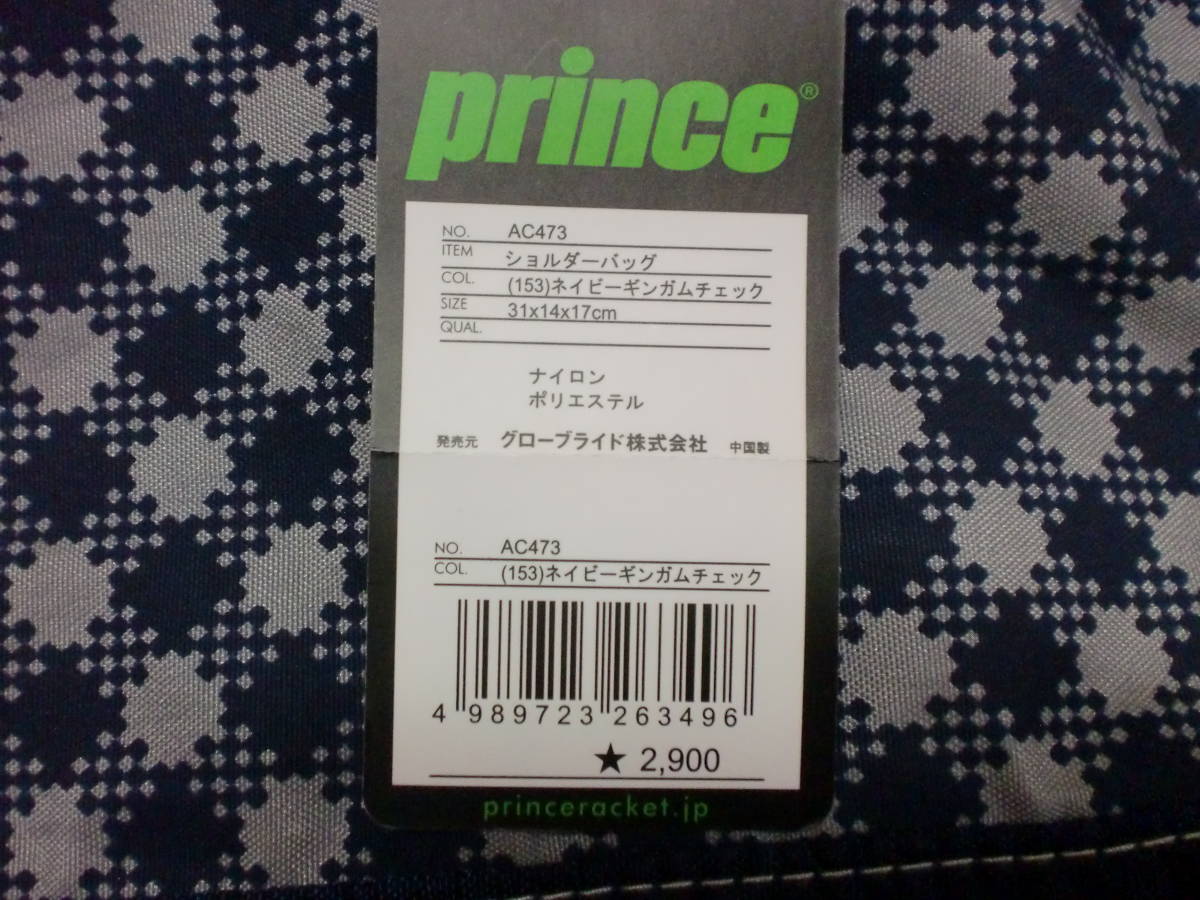 prince®
NO. AC473
ITEM ショルダーバッグ
COL. (153)ネイビーギンガムチェック
SIZE 31x14x17cm
QUAL.
ナイロン
ポリエステル
発売元 グローブライド株式会社 中国製
NO. AC473
COL. (153)ネイビーギンガムチェック
4 989723 263496
★ 2,900
princeracket.jp